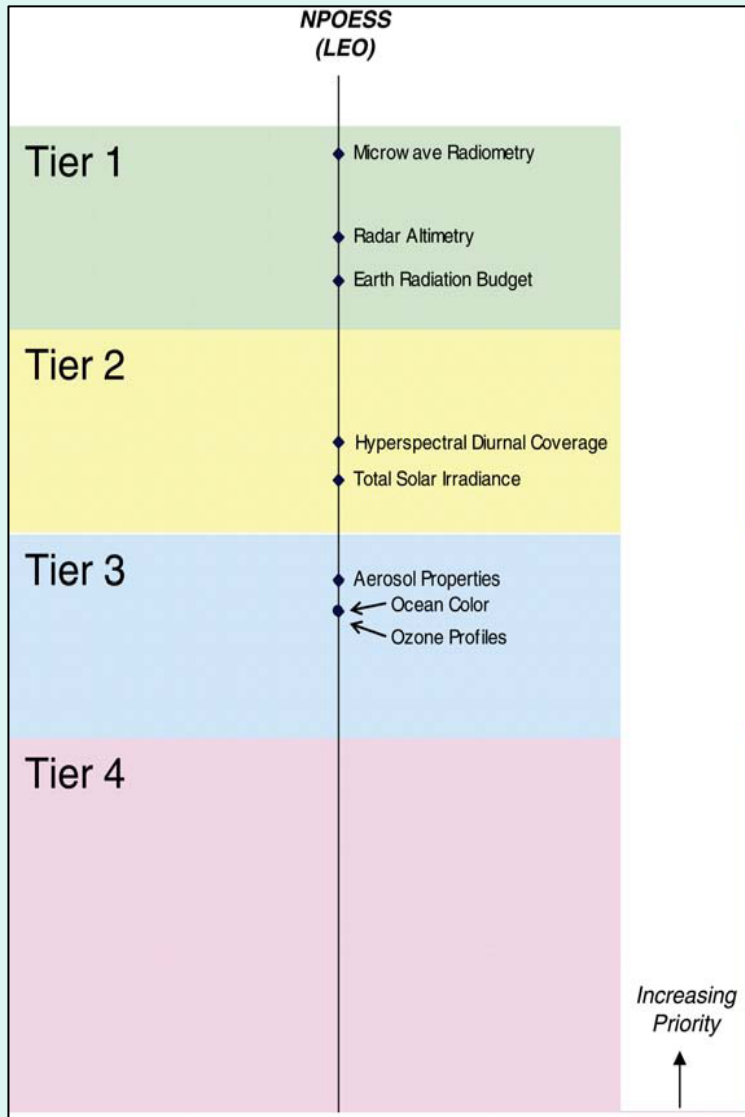 NPOESS
(LEO)
Tier 1
Microwave Radiometry
Radar Altimetry
Earth Radiation Budget
Tier 2
Hyperspectral Diurnal Coverage
Total Solar Irradiance
Tier 3
Aerosol Properties
Ocean Color
Ozone Profiles
Tier 4
Increasing
Priority